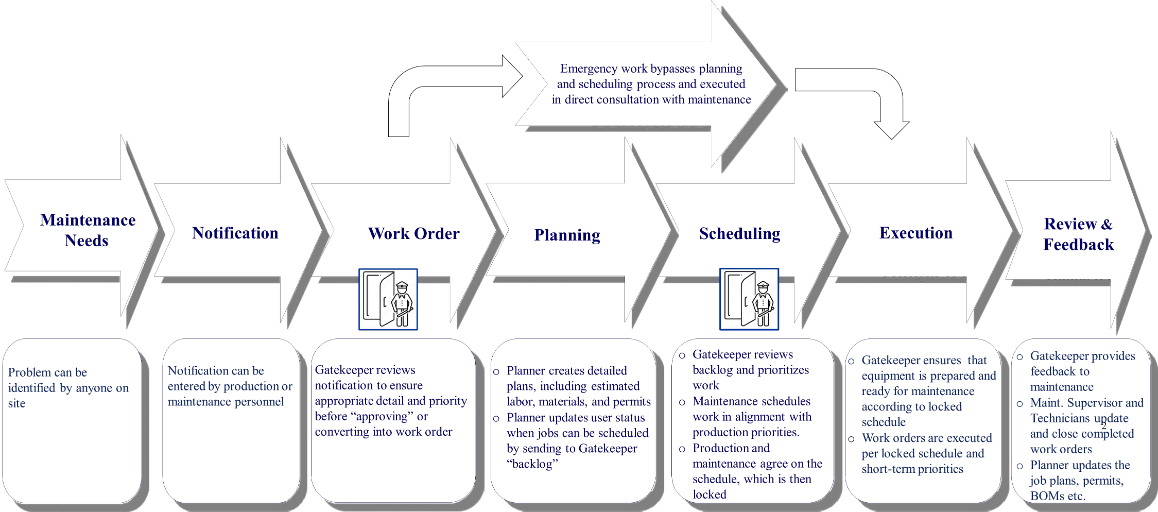 Emergency work bypasses planning
and scheduling process and executed
in direct consultation with maintenance
Maintenance
Needs
Notification
Work Order
Planning
Scheduling
Execution
Review &
Feedback
Problem can be
identified by anyone on
site
Notification can be
entered by production or
maintenance personnel
Gatekeeper reviews
notification to ensure
appropriate detail and priority
before “approving” or
converting into work order
o Planner creates detailed
plans, including estimated
labor, materials, and permits
o Planner updates user status
when jobs can be scheduled
by sending to Gatekeeper
“backlog”
o Gatekeeper reviews
backlog and prioritizes
work
o Maintenance schedules
work in alignment with
production priorities.
o Production and
maintenance agree on the
schedule, which is then
locked
o Gatekeeper ensures that
equipment is prepared and
ready for maintenance
according to locked
schedule
o Work orders are executed
per locked schedule and
short-term priorities
o Gatekeeper provides
feedback to
maintenance
o Maint. Supervisor and
Technicians update
and close completed
work orders
o Planner updates the
job plans, permits,
BOMs etc.
2